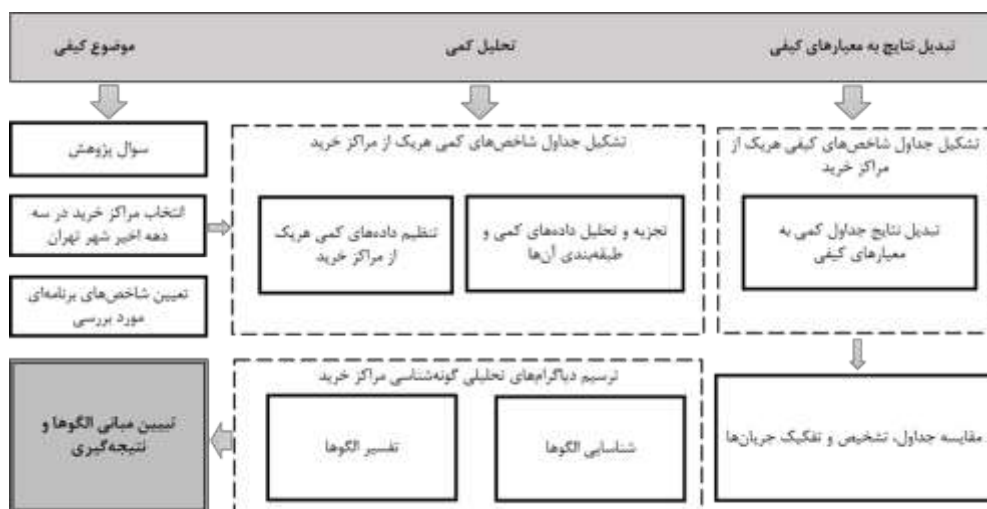 موضوع کیفی
تحلیل کمی
تبدیل نتایج به معیارهای کیفی
سوال پژوهش
انتخاب مراکز خرید در سه
دهه اخیر شهر تهران
تعیین شاخص‌های برنامه‌ای
مورد بررسی
تشکیل جداول شاخص‌های کمی هریک از مراکز خرید
تنظیم داده‌های کمی هریک
از مراکز خرید
تجزیه و تحلیل داده‌های کمی و
طبقه‌بندی آن‌ها
تشکیل جداول شاخص‌های کیفی هریک از
مراکز خرید
تبدیل نتایج جداول کمی به
معیارهای کیفی
مقایسه جداول، تشخیص و تفکیک جریان‌ها
ترسیم دیاگرام‌های تحلیلی گونه‌شناسی مراکز خرید
شناسایی الگوها
تفسیر الگوها
تبیین مبانی الگوها و
نتیجه‌گیری